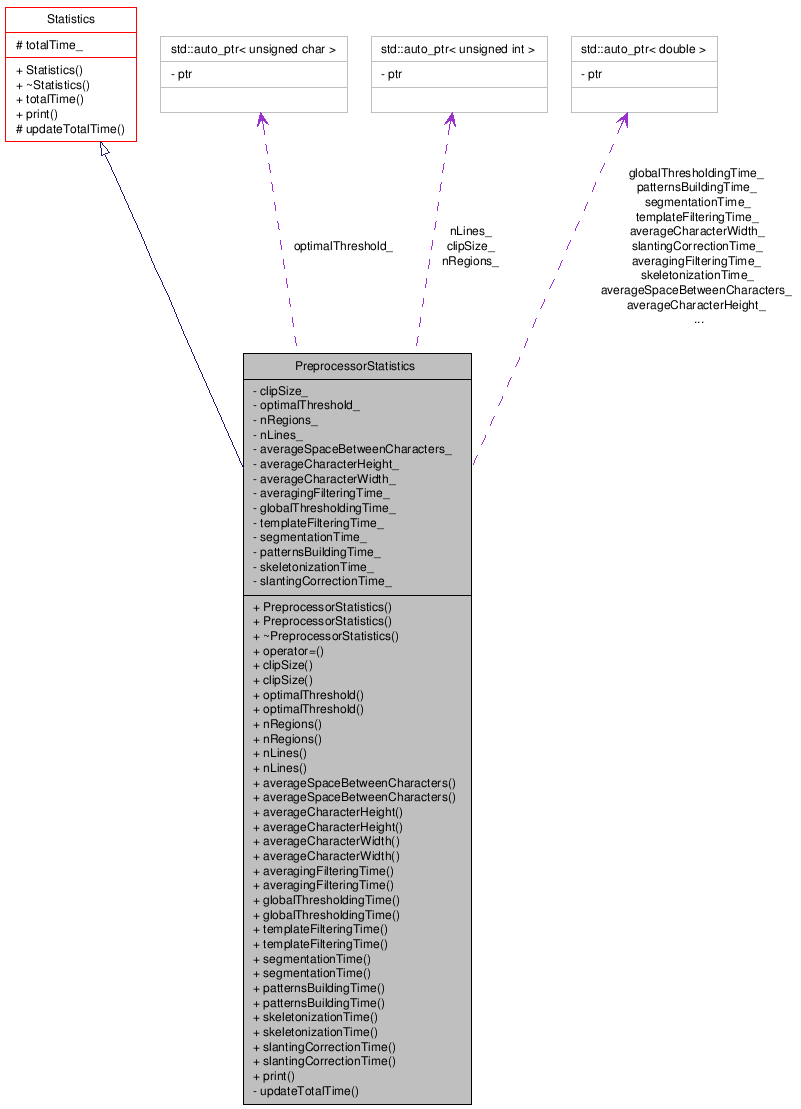 Statistics
# totalTime_
+ Statistics()
+ ~Statistics()
+ totalTime()
+ print()
# updateTotalTime()
std::auto_ptr< unsigned char >
- ptr
std::auto_ptr< unsigned int >
- ptr
std::auto_ptr< double >
- ptr
optimalThreshold_
nLines_
clipSize_
nRegions_
globalThresholdingTime_
patternsBuildingTime_
segmentationTime_
templateFilteringTime_
averageCharacterWidth_
slantingCorrectionTime_
averagingFilteringTime_
skeletonizationTime_
averageSpaceBetweenCharacters_
averageCharacterHeight_
...
PreprocessorStatistics
- clipSize_
- optimalThreshold_
- nRegions_
- nLines_
- averageSpaceBetweenCharacters_
- averageCharacterHeight_
- averageCharacterWidth_
- averagingFilteringTime_
- globalThresholdingTime_
- templateFilteringTime_
- segmentationTime_
- patternsBuildingTime_
- skeletonizationTime_
- slantingCorrectionTime_
+ PreprocessorStatistics()
+ PreprocessorStatistics()
+ ~PreprocessorStatistics()
+ operator=()
+ clipSize()
+ clipSize()
+ optimalThreshold()
+ optimalThreshold()
+ nRegions()
+ nRegions()
+ nLines()
+ nLines()
+ averageSpaceBetweenCharacters()
+ averageSpaceBetweenCharacters()
+ averageCharacterHeight()
+ averageCharacterHeight()
+ averageCharacterWidth()
+ averageCharacterWidth()
+ averagingFilteringTime()
+ averagingFilteringTime()
+ globalThresholdingTime()
+ globalThresholdingTime()
+ templateFilteringTime()
+ templateFilteringTime()
+ segmentationTime()
+ segmentationTime()
+ patternsBuildingTime()
+ patternsBuildingTime()
+ skeletonizationTime()
+ skeletonizationTime()
+ slantingCorrectionTime()
+ slantingCorrectionTime()
+ print()
- updateTotalTime()